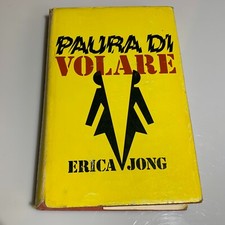 PAURA DI
VOLARE
ERICA JONG